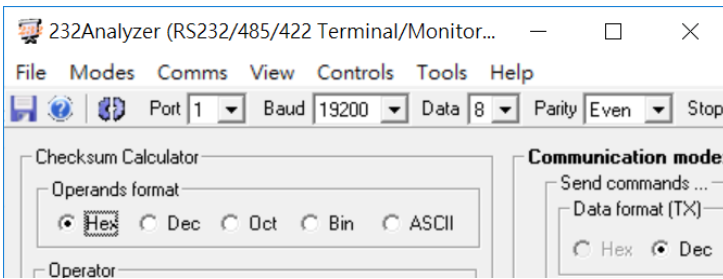 232Analyzer (RS232/485/422 Terminal/Monitor...
File Modes Comms View Controls Tools Help
Port 1 Baud 19200 Data 8 Parity Even Stop
Checksum Calculator
Operands format
Hex Dec Oct Bin ASCII
Operator
Communication mode
Send commands ...
Data format (TX)
Hex Dec